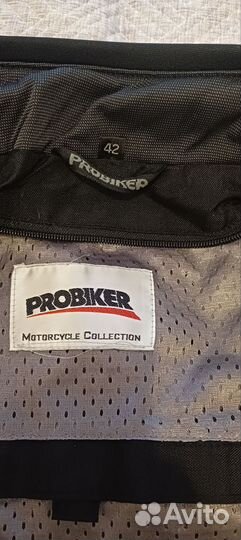 42
PROBIKER
PROBIKER
MOTORCYCLE COLLECTION
Avito